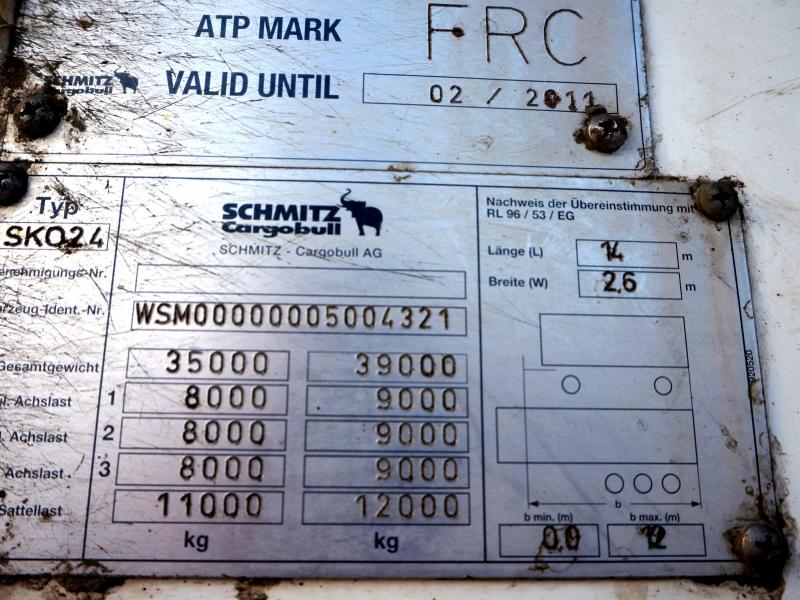 ATP MARK FRC
SCHMITZ Cargobull VALID UNTIL 02 / 2011
Typ
SKO24
SCHMITZ
Cargobull
SCHMITZ - Cargobull AG
WSM00000005004321
35000 39000
Achslast 1 8000 9000
Achslast 2 8000 9000
Achslast 3 8000 9000
11000 12000
kg kg
Nachweis der Übereinstimmung mit
RL 96 / 53 / EG
Länge (L) 14 m
Breite (W) 2,6 m
b
b min. (m) b max. (m)
0,0 12